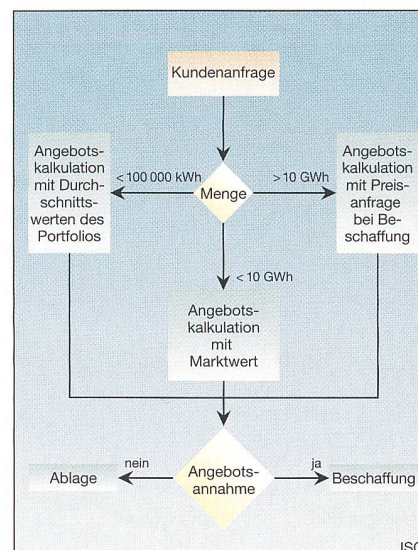 Kundenanfrage
Angebots-
kalkulation
mit Durch-
schnitts-
werten des
Portfolios
< 100 000 kWh
Menge
> 10 GWh
Angebots-
kalkulation
mit Preis-
anfrage
bei Be-
schaffung
< 10 GWh
Angebots-
kalkulation
mit
Marktwert
Ablage
nein
Angebots-
annahme
ja
Beschaffung